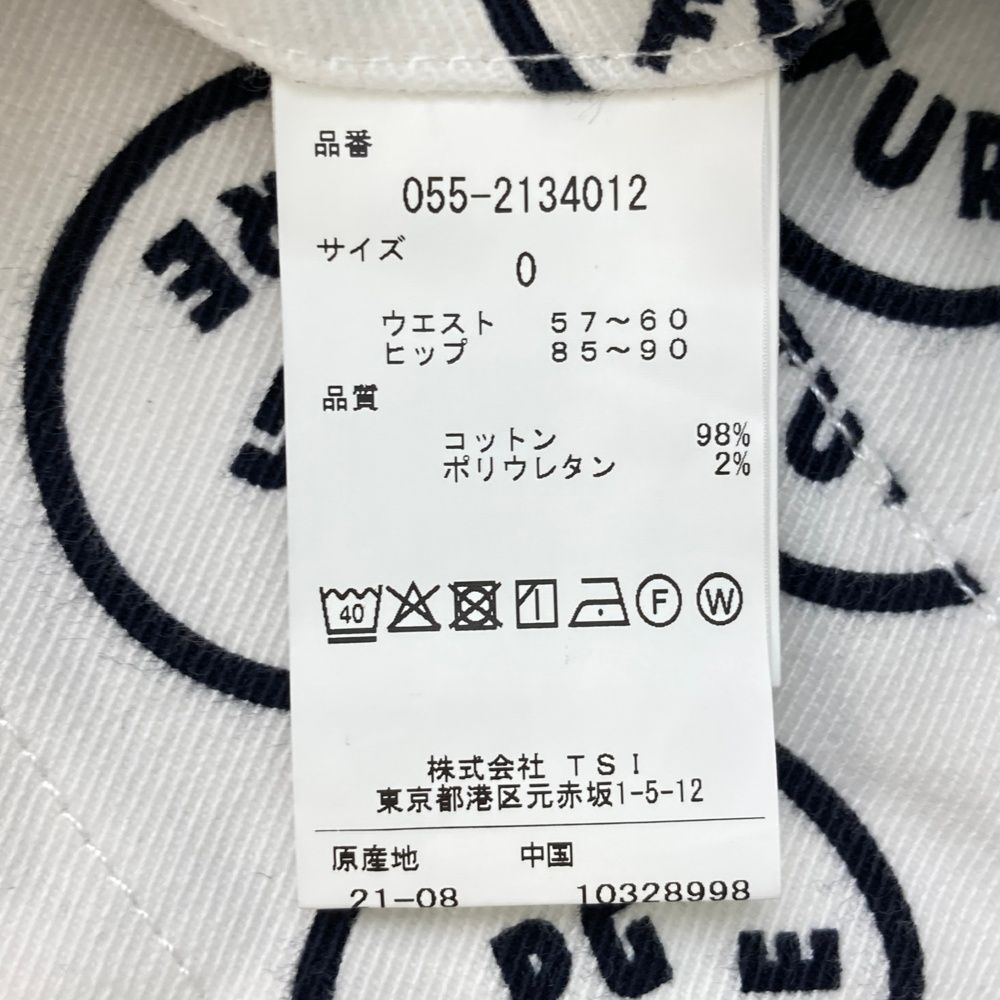 TURE
品番
055-2134012
サイズ
0
ウエスト 57～60
ヒップ 85～90
品質
コットン 98%
ポリウレタン 2%
40
F W
株式会社 TSI
東京都港区元赤坂1-5-12
原産地 中国
21-08 10328998